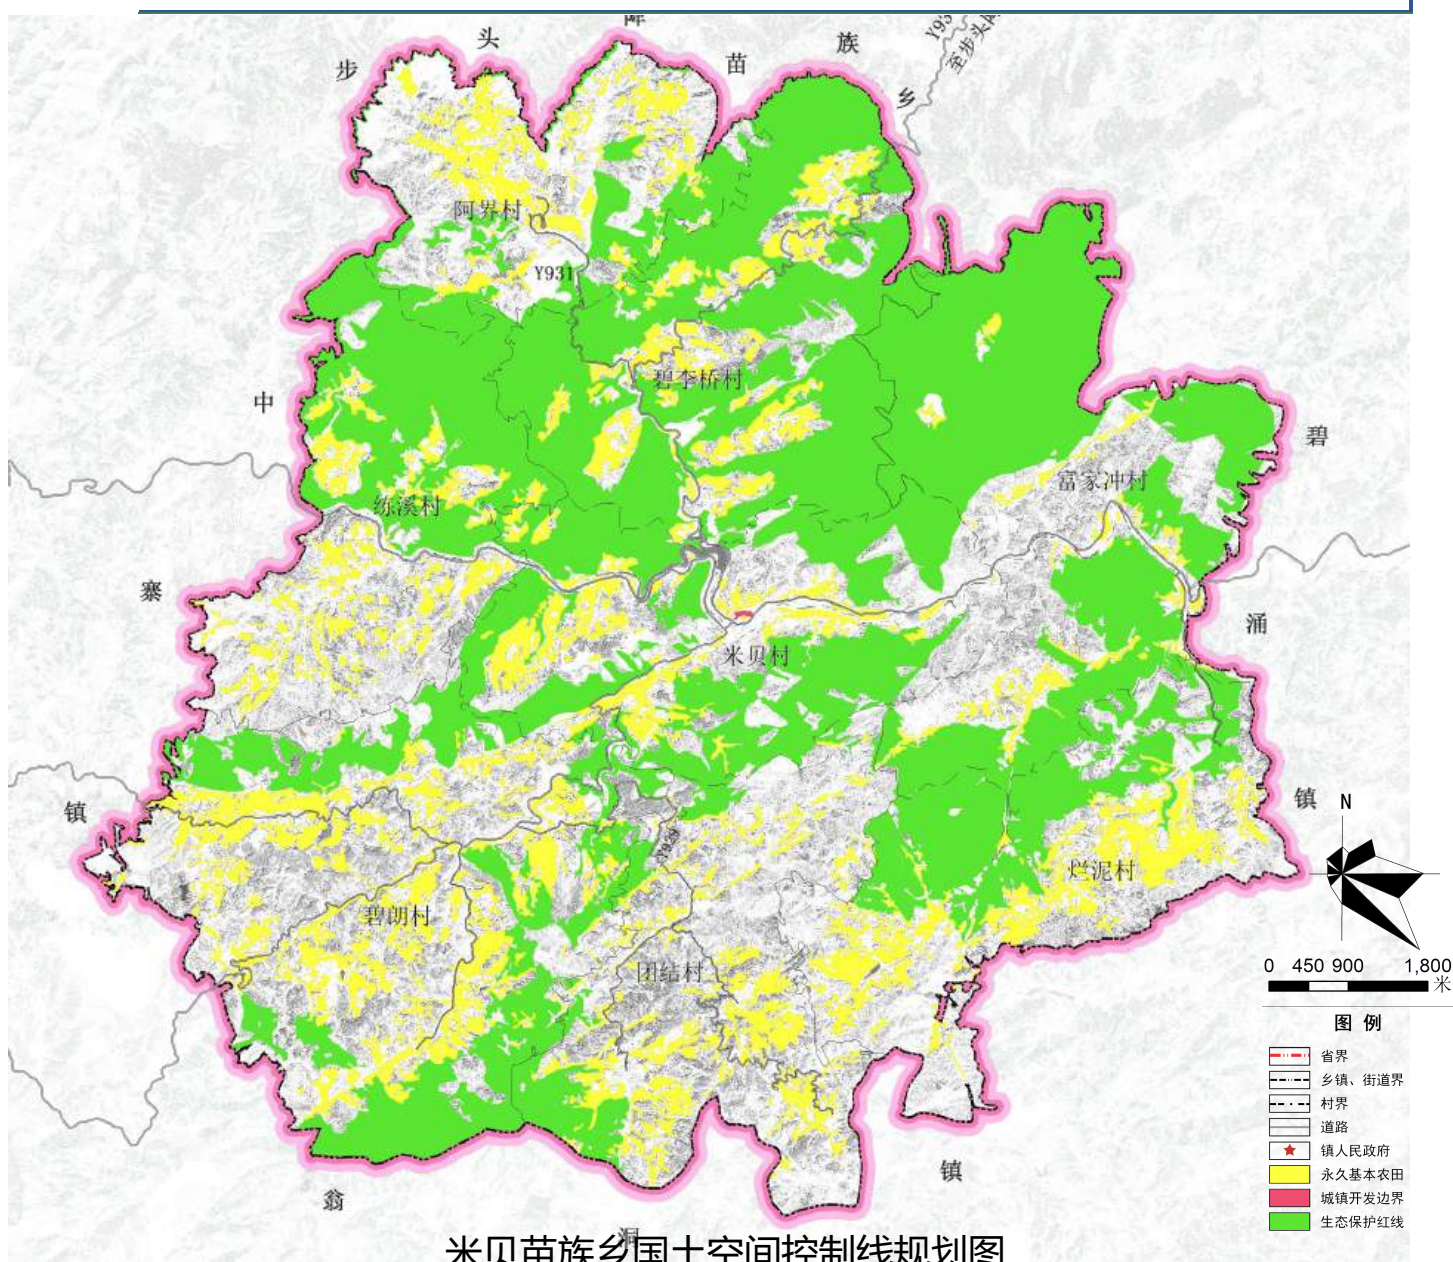 头
族
苗
步
乡
至步头降
阿界村
Y931
碧李桥村
中
碧
富家冲村
练溪村
寨
涌
米贝村
镇
镇
N
Y929
烂泥村
碧朗村
团结村
0 450 900 1,800
米
图 例
省界
乡镇、街道界
村界
道路
镇人民政府
永久基本农田
城镇开发边界
生态保护红线
镇
翁
洞
米贝苗族乡国土空间控制线规划图